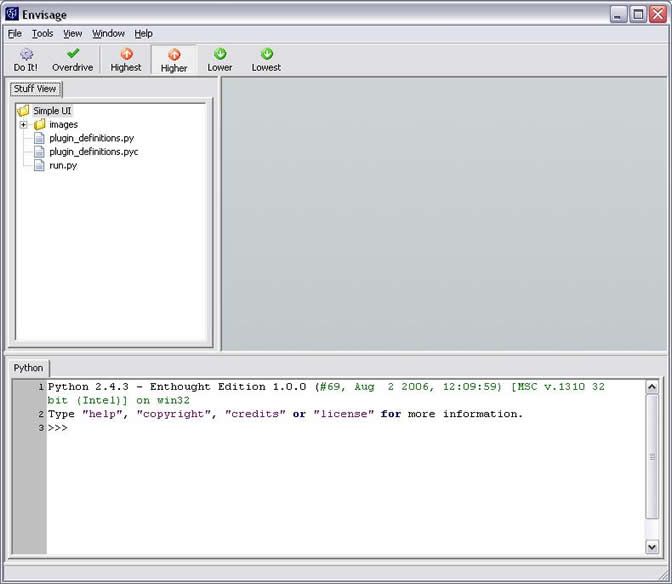 Envisage
File Tools View Window Help
Do It! Overdrive Highest Higher Lower Lowest
Stuff View
Simple UI
images
plugin_definitions.py
plugin_definitions.pyc
run.py
Python
1 Python 2.4.3 - Enthought Edition 1.0.0 (#69, Aug  2 2006, 12:09:59) [MSC v.1310 32
bit (Intel)] on win32
2 Type "help", "copyright", "credits" or "license" for more information.
3 >>>